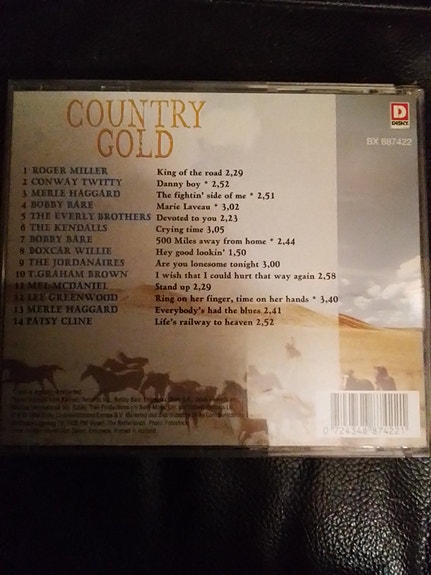 COUNTRY
GOLD
D
DISKY
BX 887422
1 ROGER MILLER King of the road 2,29
2 CONWAY TWITTY Danny boy * 2,52
3 MERLE HAGGARD The fightin' side of me * 2,51
4 BOBBY BARE Marie Laveau * 3,02
5 THE EVERLY BROTHERS Devoted to you 2,23
6 THE KENDALLS Crying time 3,05
7 BOBBY BARE 500 Miles away from home * 2,44
8 BOXCAR WILLIE Hey good lookin' 1,50
9 THE JORDANAIRES Are you lonesome tonight 3,00
10 T.GRAHAM BROWN I wish that I could hurt that way again 2,58
11 MEL MCDANIEL Stand up 2,29
12 LEE GREENWOOD Ring on her finger, time on her hands * 3,40
13 MERLE HAGGARD Everybody's had the blues 2,41
14 PATSY CLINE Life's railway to heaven 2,52
0 724348 874221